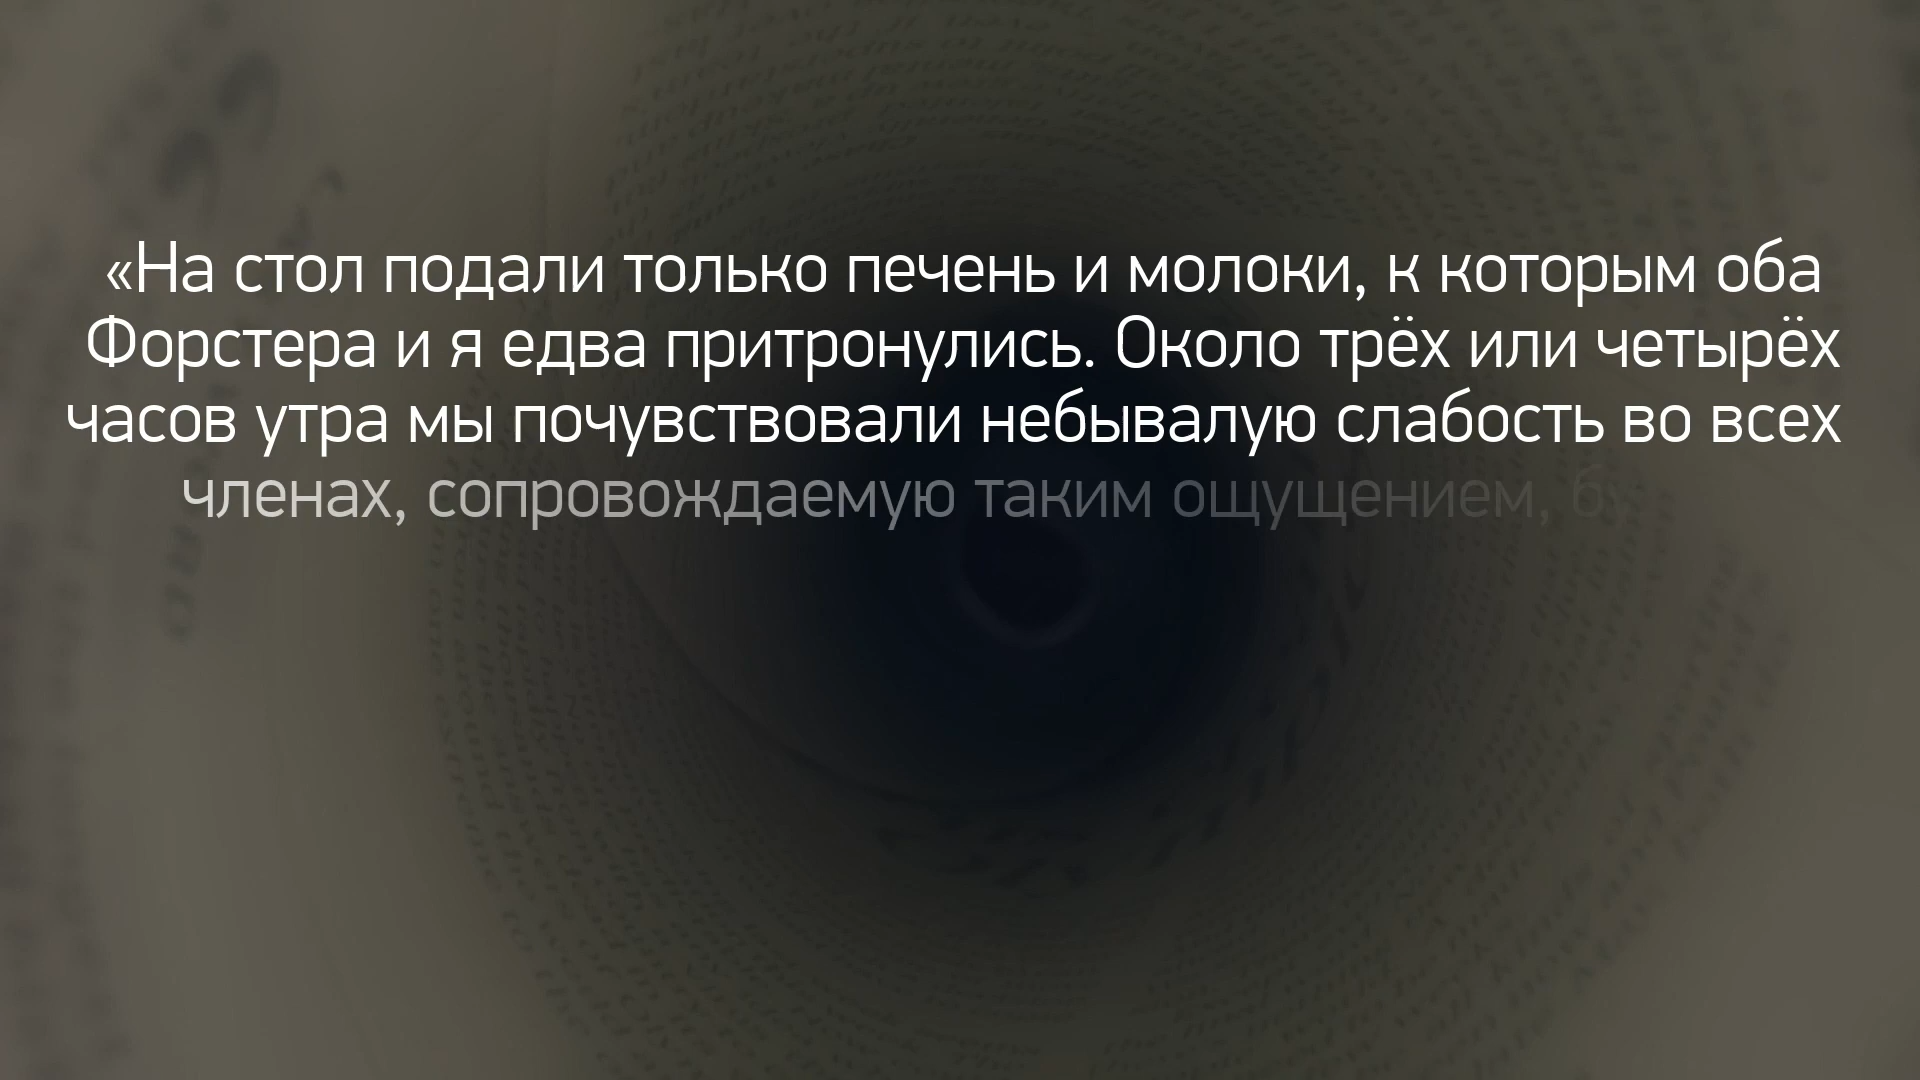 «На стол подали только печень и молоки, к которым оба
Форстера и я едва притронулись. Около трёх или четырёх
часов утра мы почувствовали небывалую слабость во всех
членах, сопровождаемую таким ощущением,